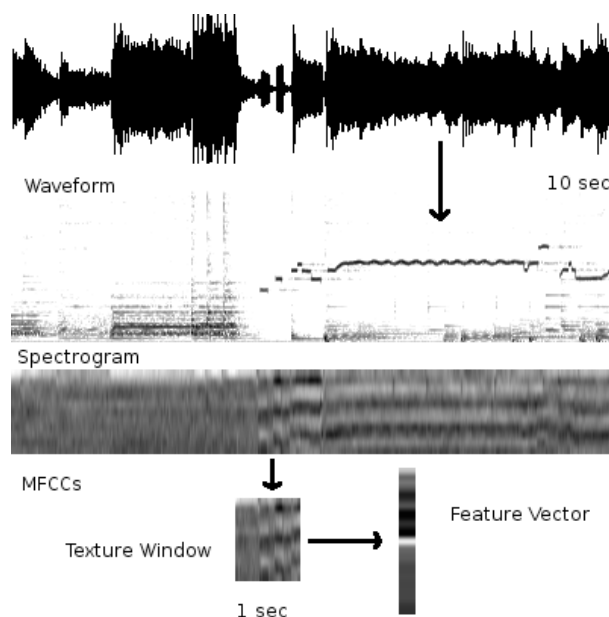 Waveform
10 sec
Spectrogram
MFCCs
Feature Vector
Texture Window
1 sec